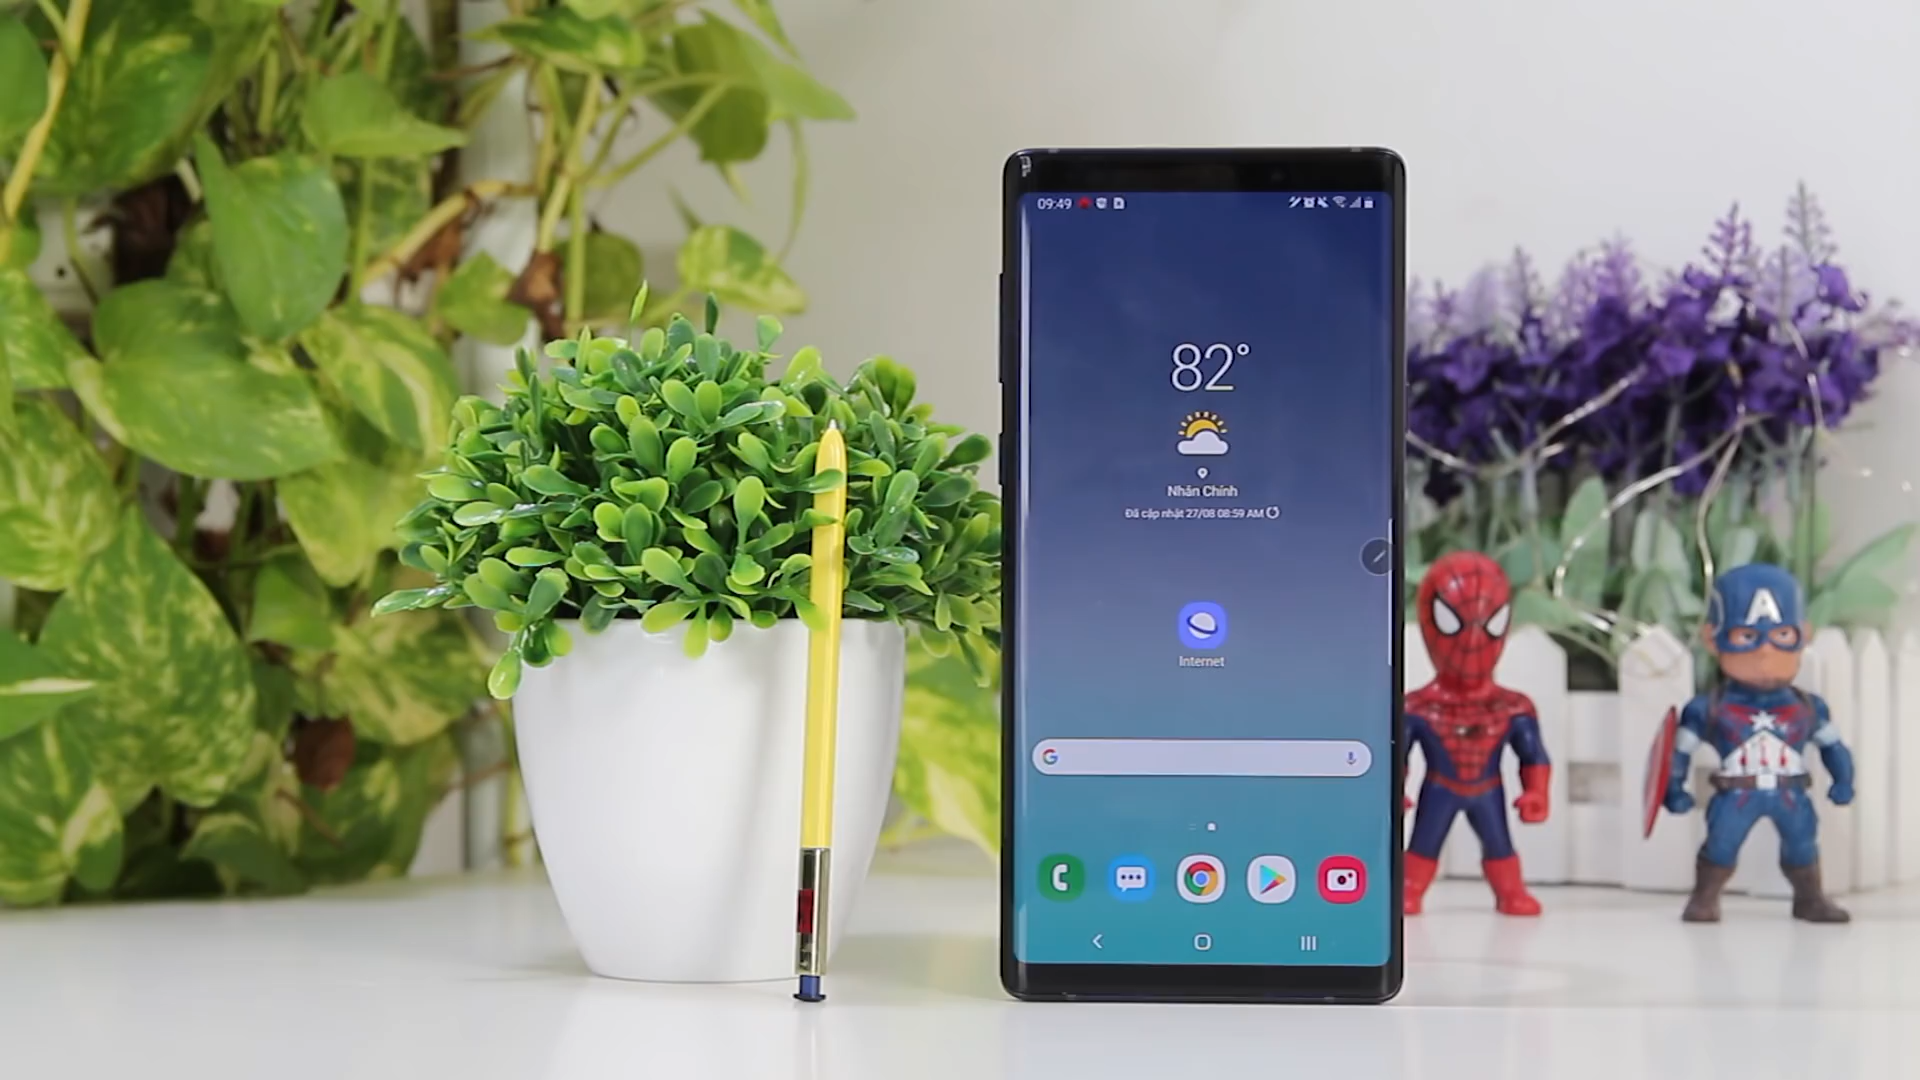 09:49
82°
Nhân Chính
Đã cập nhật 27/08 08:59 AM
Internet
G
A